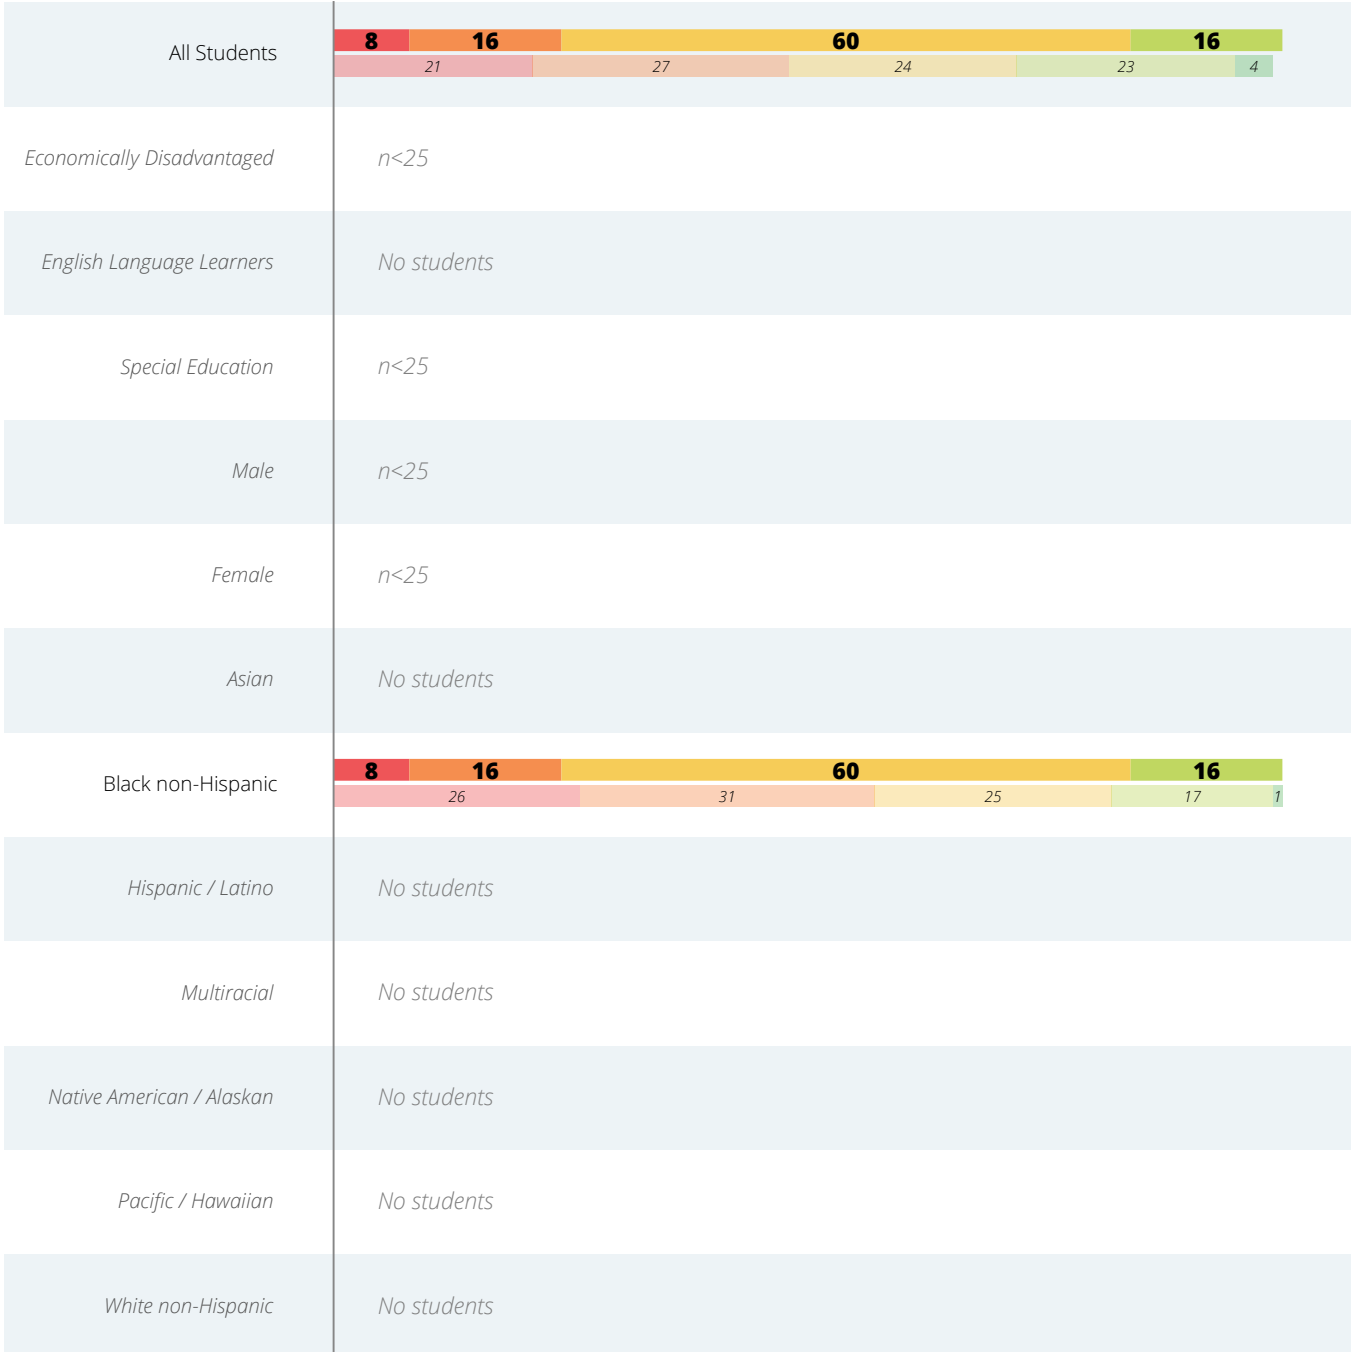 All Students
8 16 60 16
21 27 24 23 4
Economically Disadvantaged n<25
English Language Learners No students
Special Education n<25
Male n<25
Female n<25
Asian No students
Black non-Hispanic
8 16 60 16
26 31 25 17 1
Hispanic / Latino No students
Multiracial No students
Native American / Alaskan No students
Pacific / Hawaiian No students
White non-Hispanic No students